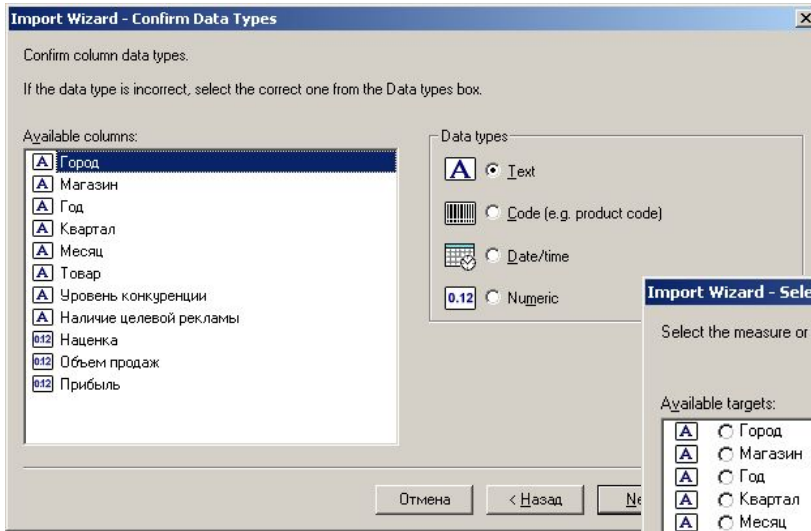 Import Wizard - Confirm Data Types
Confirm column data types.
If the data type is incorrect, select the correct one from the Data types box.
Available columns:
Город
Магазин
Год
Квартал
Месяц
Товар
Уровень конкуренции
Наличие целевой рекламы
Наценка
Объем продаж
Прибыль
Data types
Text
Code (e.g. product code)
Date/time
0.12 Numeric
Отмена
< Назад
Ne
Import Wizard - Sele
Select the measure or
Available targets:
Город
Магазин
Год
Квартал
Месяц